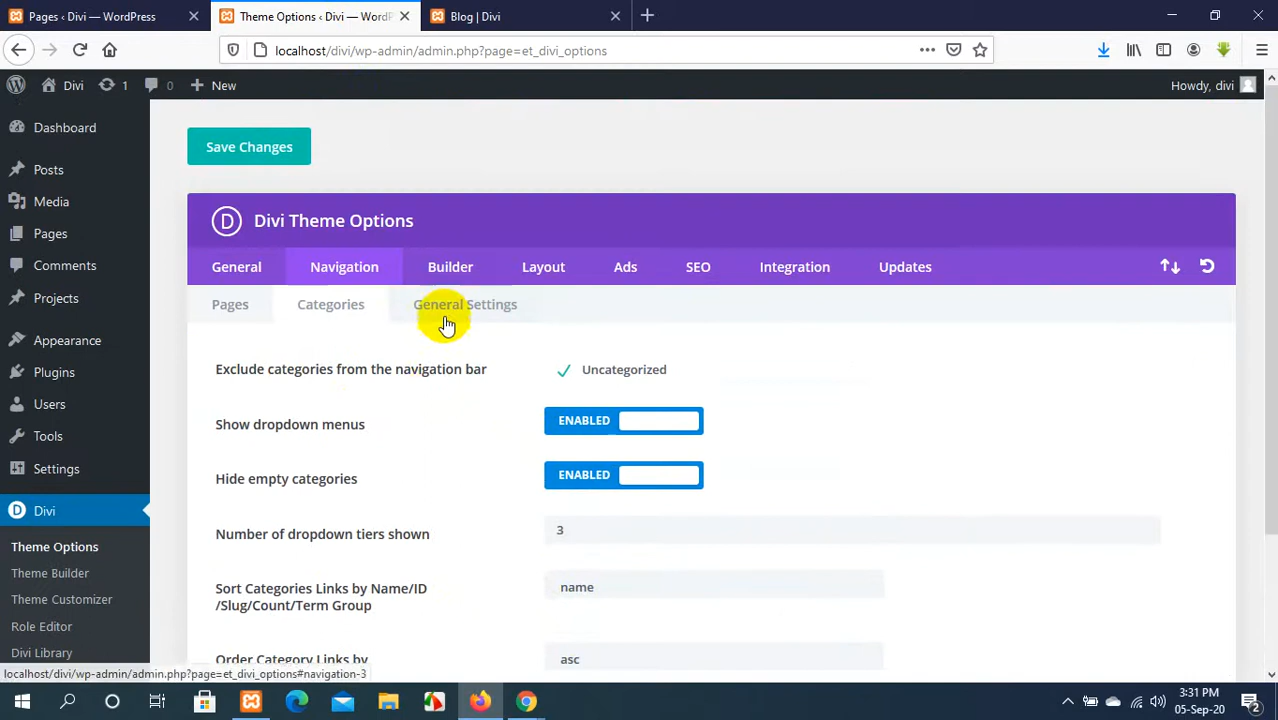 Pages ‹ Divi — WordPress
Theme Options ‹ Divi — WordP
Blog | Divi
localhost/divi/wp-admin/admin.php?page=et_divi_options
Divi 1 0 New
Howdy, divi
Dashboard
Posts
Media
Pages
Comments
Projects
Appearance
Plugins
Users
Tools
Settings
Divi
Theme Options
Theme Builder
Theme Customizer
Role Editor
Divi Library
Save Changes
D Divi Theme Options
General Navigation Builder Layout Ads SEO Integration Updates
Pages Categories General Settings
Exclude categories from the navigation bar Uncategorized
Show dropdown menus ENABLED
Hide empty categories ENABLED
Number of dropdown tiers shown 3
Sort Categories Links by Name/ID
/Slug/Count/Term Group name
Order Category Links by asc
localhost/divi/wp-admin/admin.php?page=et_divi_options#navigation-3
3:31 PM
05-Sep-20
2